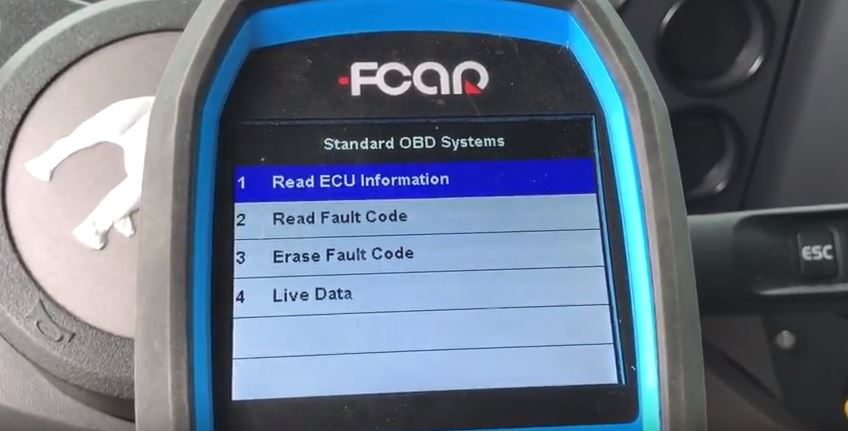 FCAR
Standard OBD Systems
1 Read ECU Information
2 Read Fault Code
3 Erase Fault Code
4 Live Data
ESC